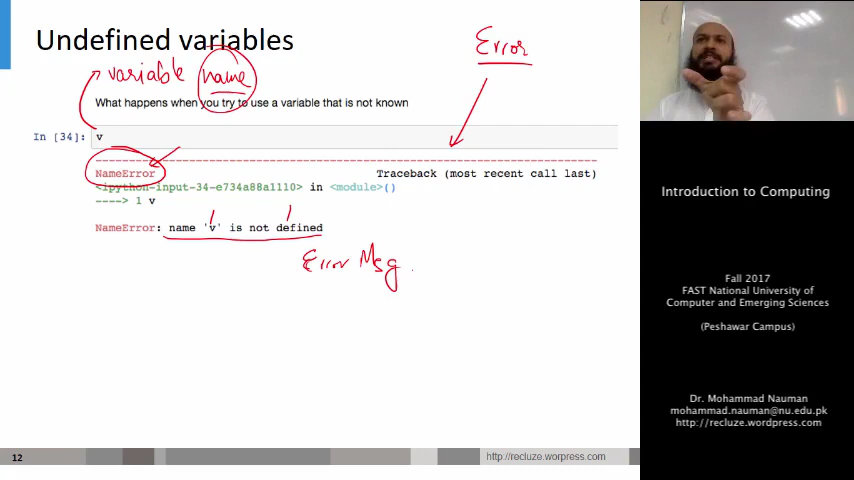 Undefined variables
Error
variable name
What happens when you try to use a variable that is not known
In [34]: v
---------------------------------------------------------------------------
NameError Traceback (most recent call last)
<ipython-input-34-e734a88a1110> in <module>()
----> 1 v
NameError: name 'v' is not defined
Error Msg.
12
http://recluze.worpress.com
Introduction to Computing
Fall 2017
FAST National University of
Computer and Emerging Sciences
(Peshawar Campus)
Dr. Mohammad Nauman
mohammad.nauman@nu.edu.pk
http://recluze.wordpress.com